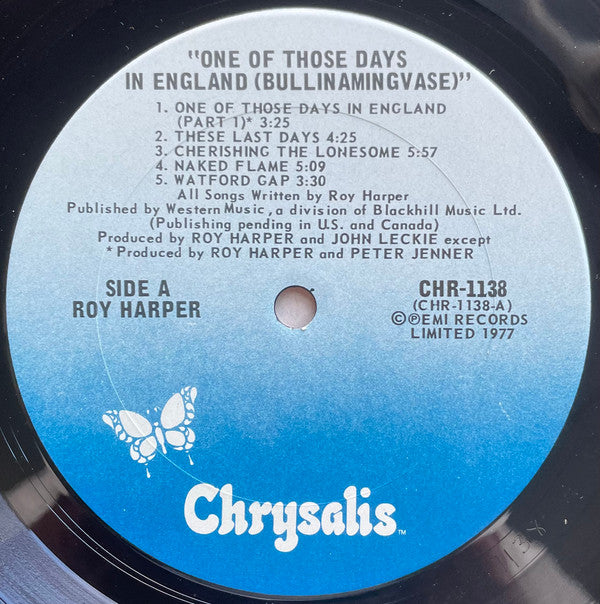 "ONE OF THOSE DAYS
IN ENGLAND (BULLINAMINGVASE)"
1. ONE OF THOSE DAYS IN ENGLAND
(PART 1)* 3:25
2. THESE LAST DAYS 4:25
3. CHERISHING THE LONESOME 5:57
4. NAKED FLAME 5:09
5. WATFORD GAP 3:30
All Songs Written by Roy Harper
Published by Western Music, a division of Blackhill Music Ltd.
(Publishing pending in U.S. and Canada)
Produced by ROY HARPER and JOHN LECKIE except
* Produced by ROY HARPER and PETER JENNER
SIDE A
ROY HARPER
CHR-1138
(CHR-1138-A)
©℗EMI RECORDS
LIMITED 1977
Chrysalis™